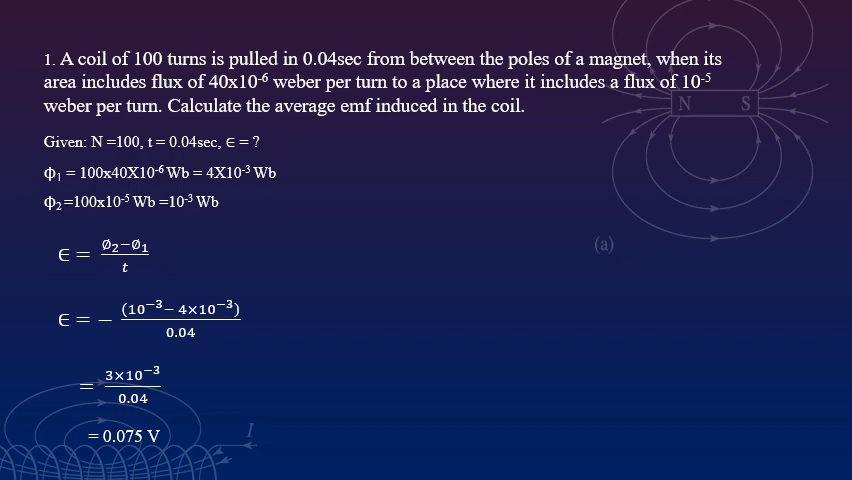 1. A coil of 100 turns is pulled in 0.04sec from between the poles of a magnet, when its
area includes flux of 40x10⁻⁶ weber per turn to a place where it includes a flux of 10⁻⁵
weber per turn. Calculate the average emf induced in the coil.
N S
Given: N =100, t = 0.04sec, ∈ = ?
ϕ₁ = 100x40X10⁻⁶ Wb = 4X10⁻³ Wb
ϕ₂=100x10⁻⁵ Wb =10⁻³ Wb
(a)
∈ = (Ø₂−Ø₁)/t
∈ = − (10⁻³− 4×10⁻³)/0.04
= 3×10⁻³/0.04
= 0.075 V
I